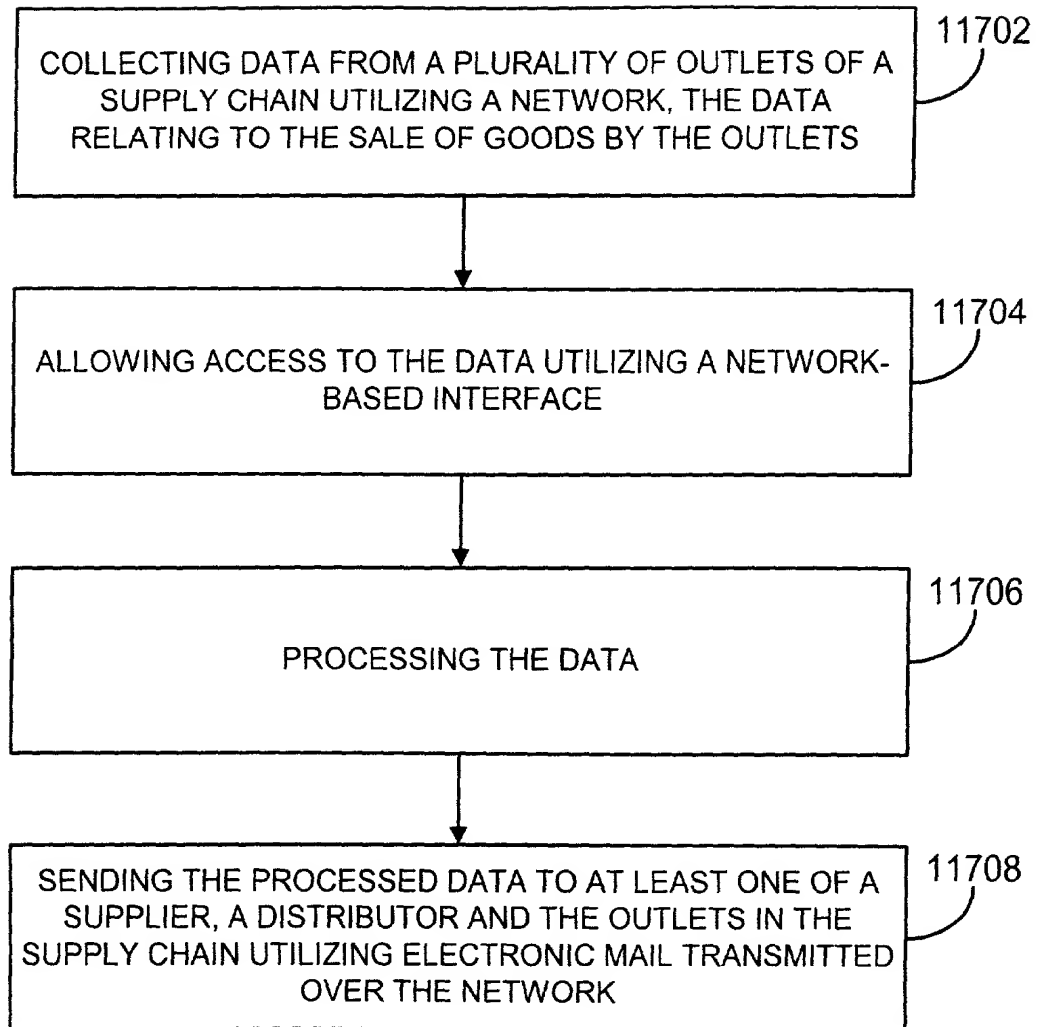 11702
COLLECTING DATA FROM A PLURALITY OF OUTLETS OF A
SUPPLY CHAIN UTILIZING A NETWORK, THE DATA
RELATING TO THE SALE OF GOODS BY THE OUTLETS
11704
ALLOWING ACCESS TO THE DATA UTILIZING A NETWORK-
BASED INTERFACE
11706
PROCESSING THE DATA
11708
SENDING THE PROCESSED DATA TO AT LEAST ONE OF A
SUPPLIER, A DISTRIBUTOR AND THE OUTLETS IN THE
SUPPLY CHAIN UTILIZING ELECTRONIC MAIL TRANSMITTED
OVER THE NETWORK